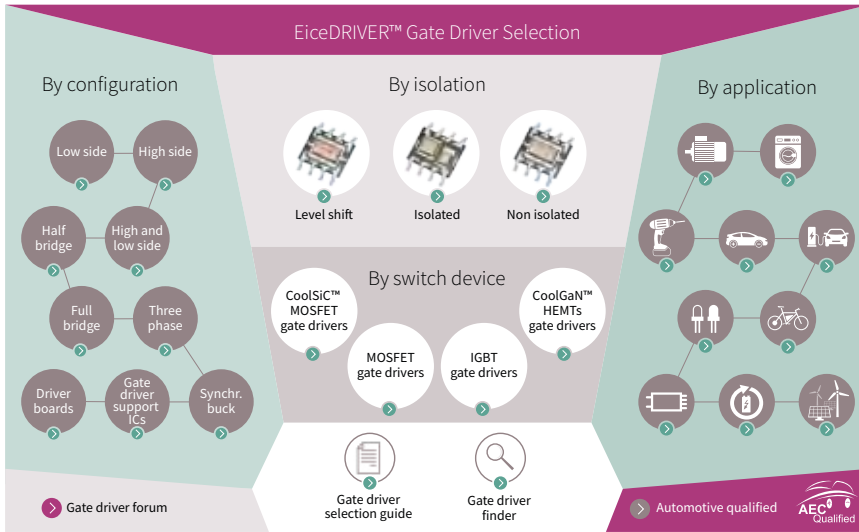 EiceDRIVER™ Gate Driver Selection
By configuration
Low side
High side
Half
bridge
High and
low side
Full
bridge
Three
phase
Driver
boards
Gate
driver
support
ICs
Synchr.
buck
By isolation
Level shift
Isolated
Non isolated
By switch device
CoolSiC™
MOSFET
gate drivers
MOSFET
gate drivers
IGBT
gate drivers
CoolGaN™
HEMTs
gate drivers
By application
Gate driver
selection guide
Gate driver
finder
Gate driver forum
Automotive qualified
AEC
Qualified